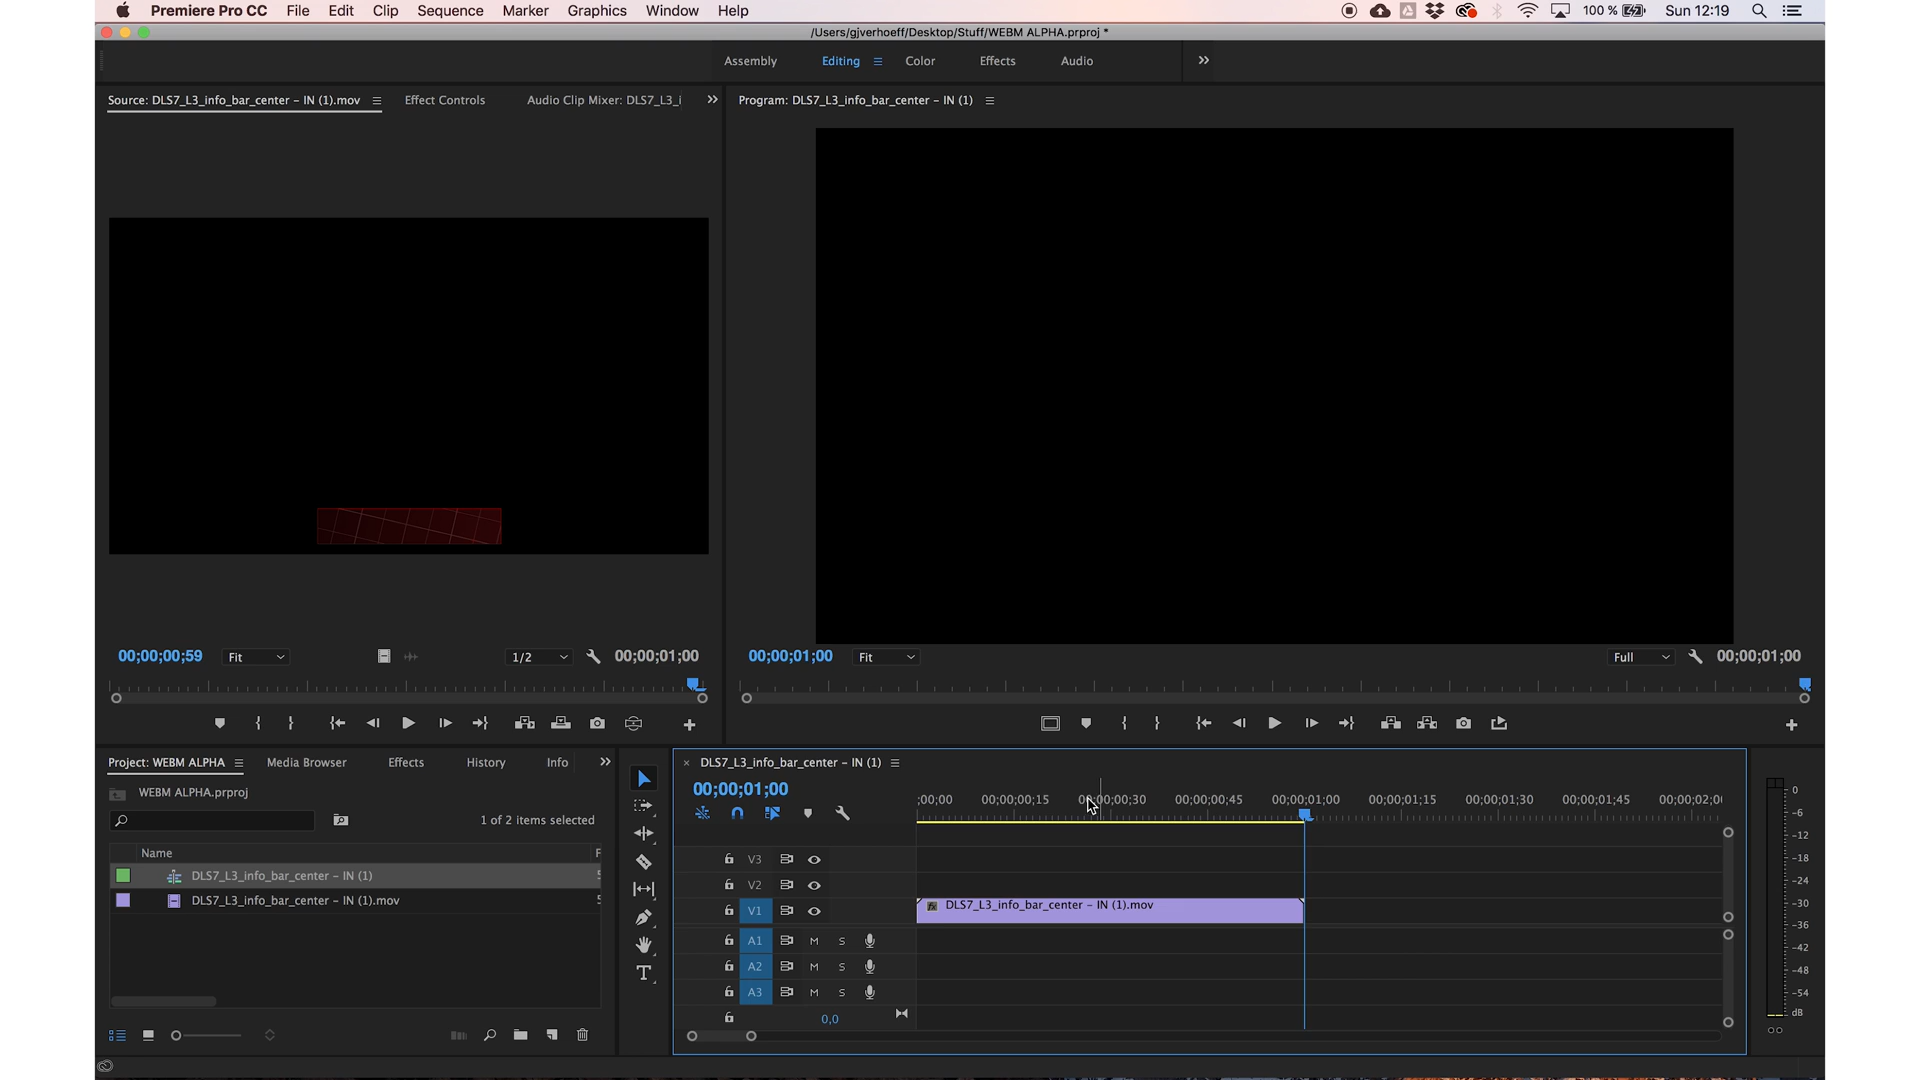 Premiere Pro CC File Edit Clip Sequence Marker Graphics Window Help 100 % Sun 12:19
/Users/gjverhoeff/Desktop/Stuff/WEBM ALPHA.prproj *
Assembly Editing Color Effects Audio
Source: DLS7_L3_info_bar_center – IN (1).mov Effect Controls Audio Clip Mixer: DLS7_L3_i
Program: DLS7_L3_info_bar_center – IN (1)
00;00;00;59 Fit 1/2 00;00;01;00
00;00;01;00 Fit Full 00;00;01;00
Project: WEBM ALPHA Media Browser Effects History Info
WEBM ALPHA.prproj
1 of 2 items selected
Name F
DLS7_L3_info_bar_center – IN (1) 5
DLS7_L3_info_bar_center – IN (1).mov 5
T
× DLS7_L3_info_bar_center – IN (1)
00;00;01;00
;00;00 00;00;00;15 00;00;00;30 00;00;00;45 00;00;01;00 00;00;01;15 00;00;01;30 00;00;01;45 00;00;02;0
V3
V2
V1 fx DLS7_L3_info_bar_center – IN (1).mov
A1 M S
A2 M S
A3 M S
0,0
0
-6
-12
-18
-24
-30
-36
-42
-48
-54
dB